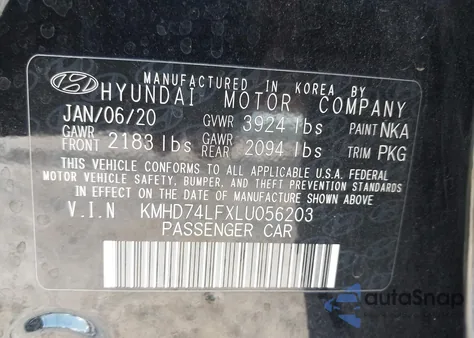 MANUFACTURED IN KOREA BY
HYUNDAI MOTOR COMPANY
JAN/06/20 GVWR 3924 lbs PAINT NKA
GAWR FRONT 2183 lbs GAWR REAR 2094 lbs TRIM PKG
THIS VEHICLE CONFORMS TO ALL APPLICABLE U.S.A. FEDERAL
MOTOR VEHICLE SAFETY, BUMPER, AND THEFT PREVENTION STANDARDS
IN EFFECT ON THE DATE OF MANUFACTURE SHOWN ABOVE
V.I.N KMHD74LFXLU056203
PASSENGER CAR
autoSnap